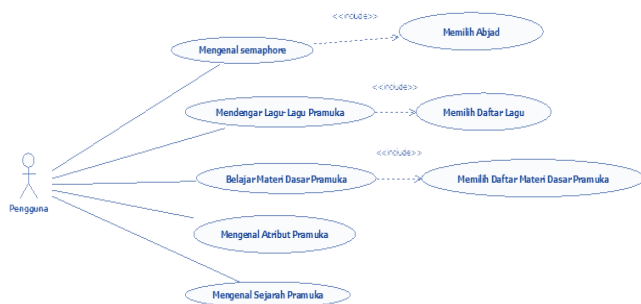 <<include>>
Memilih Abjad
Mengenal semaphore
Mendengar Lagu-Lagu Pramuka
<<include>>
Memilih Daftar Lagu
<<include>>
Belajar Materi Dasar Pramuka
Memilih Daftar Materi Dasar Pramuka
Pengguna
Mengenal Atribut Pramuka
Mengenal Sejarah Pramuka